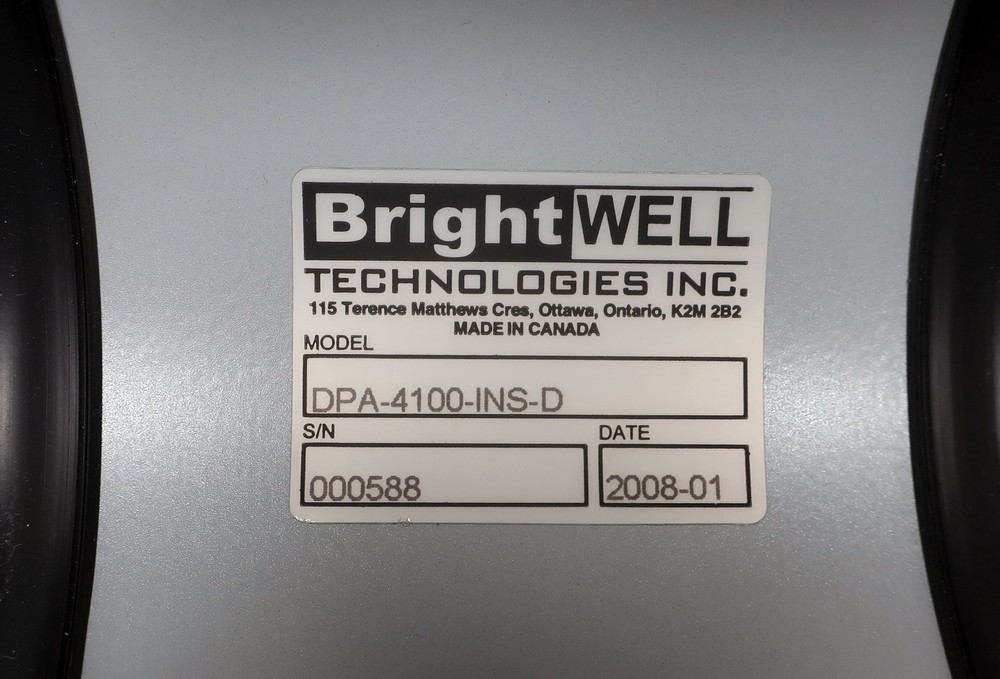 BrightWELL
TECHNOLOGIES INC.
115 Terence Matthews Cres, Ottawa, Ontario, K2M 2B2
MADE IN CANADA
MODEL
DPA-4100-INS-D
S/N
000588
DATE
2008-01